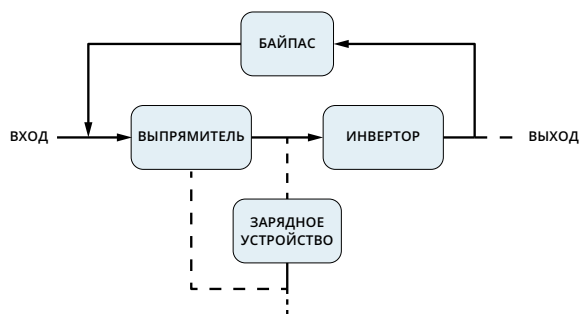 БАЙПАС
ВХОД
ВЫПРЯМИТЕЛЬ
ИНВЕРТОР
ВЫХОД
ЗАРЯДНОЕ
УСТРОЙСТВО